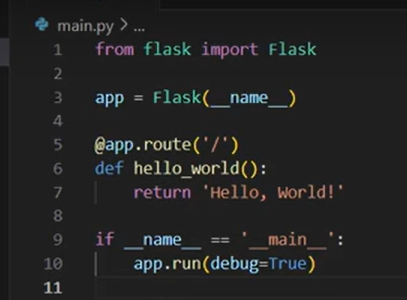 main.py > ...
1 from flask import Flask
2
3 app = Flask(__name__)
4
5 @app.route('/')
6 def hello_world():
7     return 'Hello, World!'
8
9 if __name__ == '__main__':
10     app.run(debug=True)
11